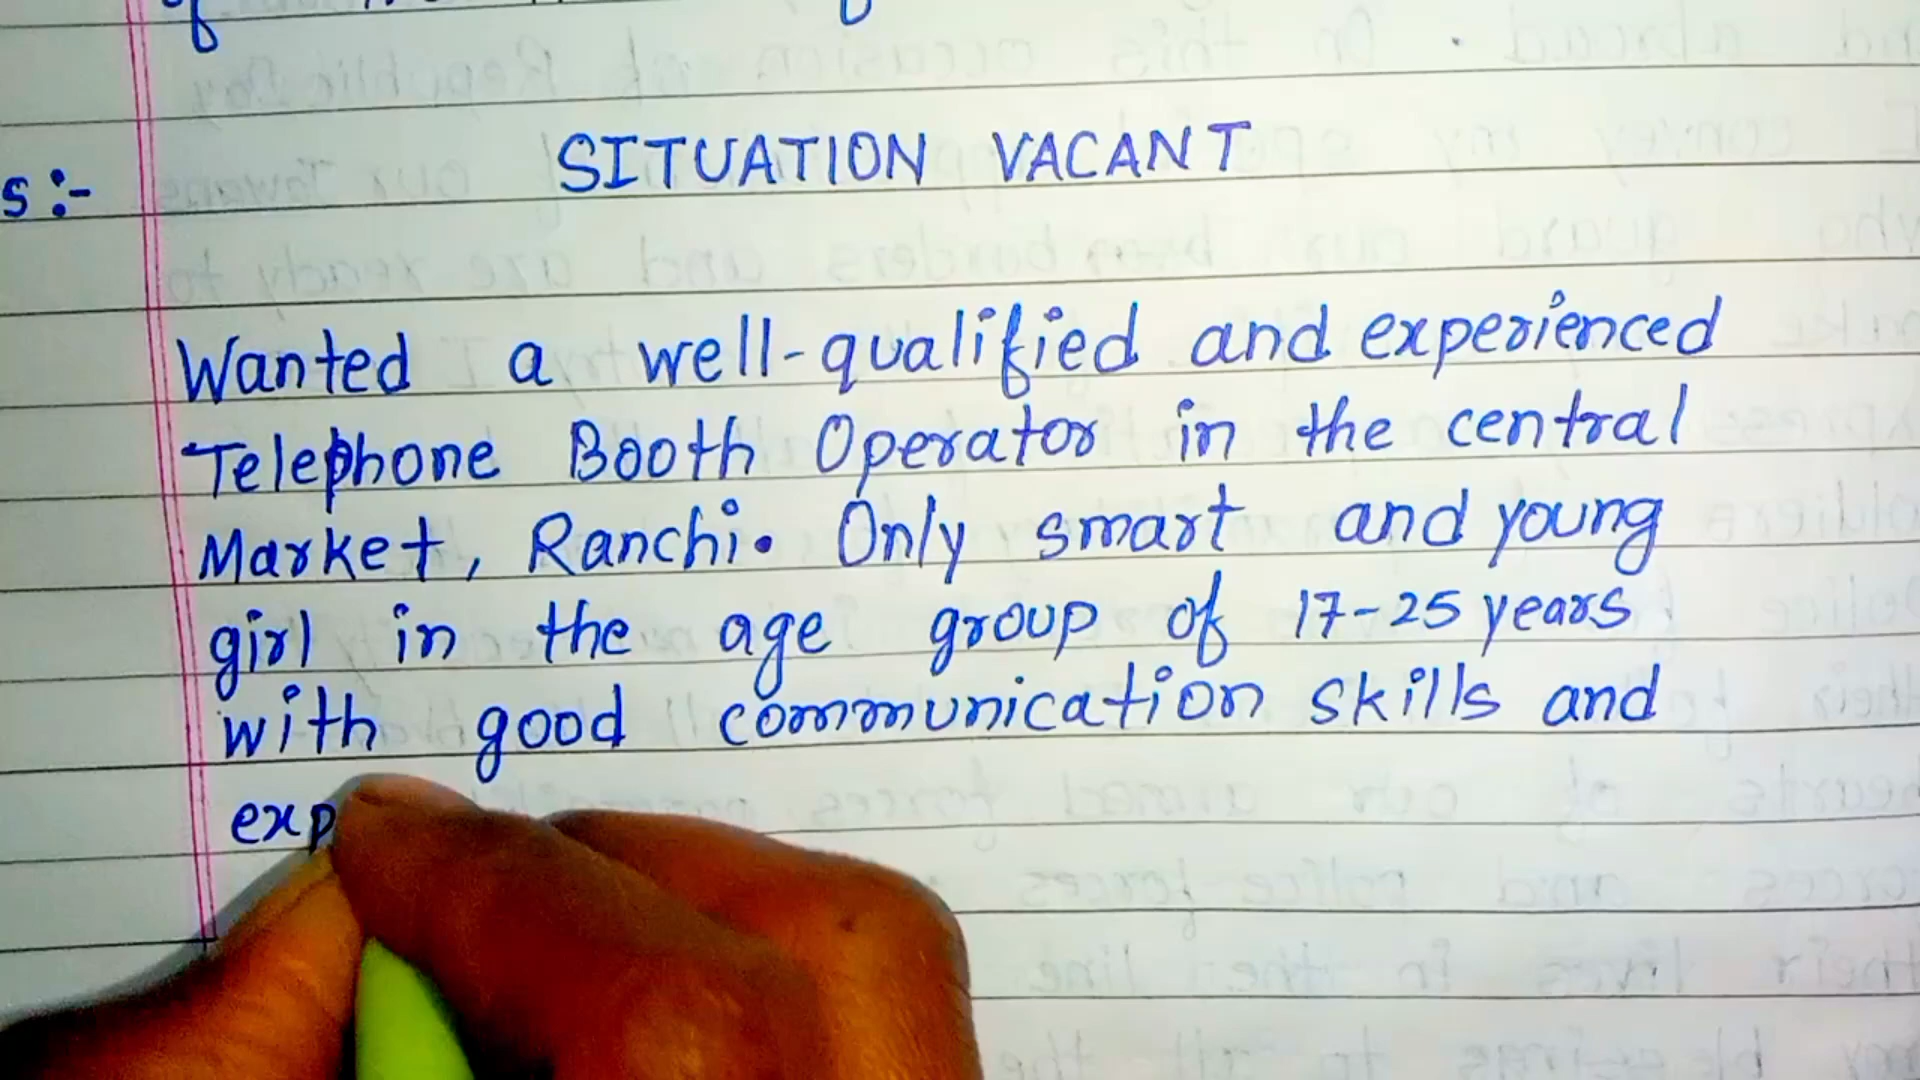 SITUATION VACANT
s:-
Wanted a well-qualified and experienced
Telephone Booth Operator in the central
Market, Ranchi. Only smart and young
girl in the age group of 17-25 years
with good communication skills and
exp